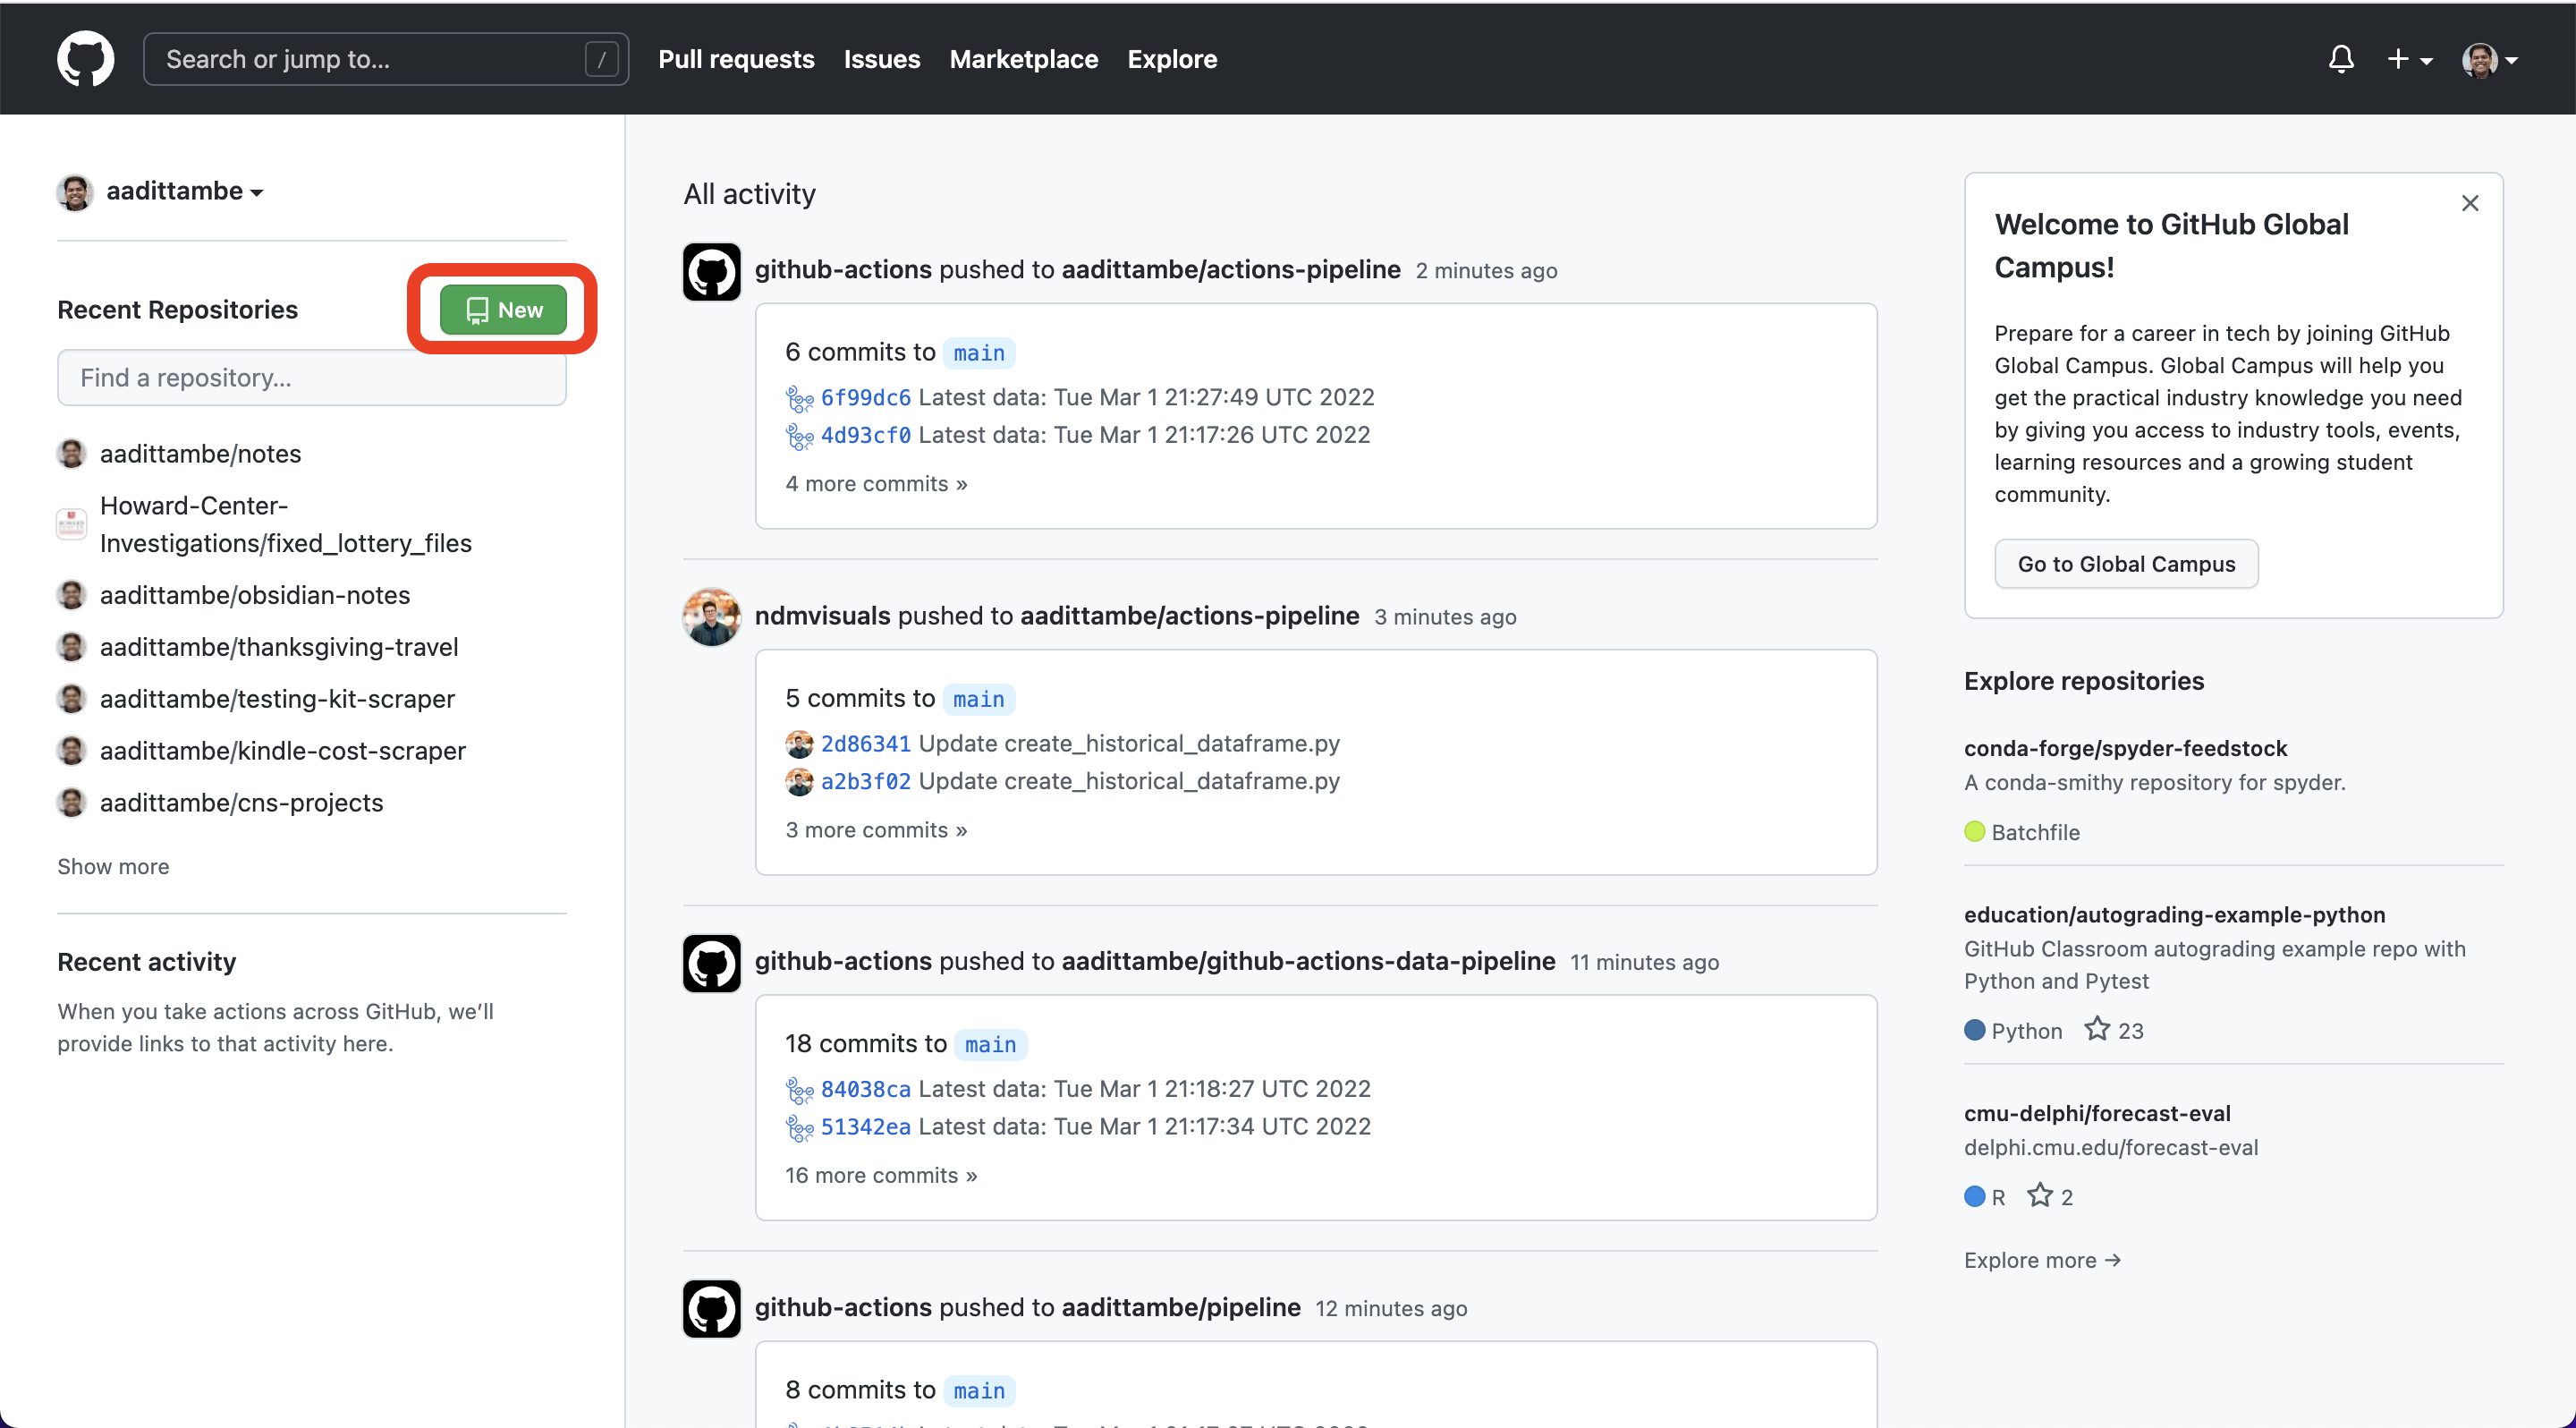 Search or jump to...
/
Pull requests
Issues
Marketplace
Explore
aadittambe
Recent Repositories
New
Find a repository...
aadittambe/notes
Howard-Center-
Investigations/fixed_lottery_files
aadittambe/obsidian-notes
aadittambe/thanksgiving-travel
aadittambe/testing-kit-scraper
aadittambe/kindle-cost-scraper
aadittambe/cns-projects
Show more
Recent activity
When you take actions across GitHub, we’ll
provide links to that activity here.
All activity
github-actions pushed to aadittambe/actions-pipeline 2 minutes ago
6 commits to main
6f99dc6 Latest data: Tue Mar 1 21:27:49 UTC 2022
4d93cf0 Latest data: Tue Mar 1 21:17:26 UTC 2022
4 more commits »
ndmvisuals pushed to aadittambe/actions-pipeline 3 minutes ago
5 commits to main
2d86341 Update create_historical_dataframe.py
a2b3f02 Update create_historical_dataframe.py
3 more commits »
github-actions pushed to aadittambe/github-actions-data-pipeline 11 minutes ago
18 commits to main
84038ca Latest data: Tue Mar 1 21:18:27 UTC 2022
51342ea Latest data: Tue Mar 1 21:17:34 UTC 2022
16 more commits »
github-actions pushed to aadittambe/pipeline 12 minutes ago
8 commits to main
Welcome to GitHub Global
Campus!
Prepare for a career in tech by joining GitHub
Global Campus. Global Campus will help you
get the practical industry knowledge you need
by giving you access to industry tools, events,
learning resources and a growing student
community.
Go to Global Campus
Explore repositories
conda-forge/spyder-feedstock
A conda-smithy repository for spyder.
Batchfile
education/autograding-example-python
GitHub Classroom autograding example repo with
Python and Pytest
Python 23
cmu-delphi/forecast-eval
delphi.cmu.edu/forecast-eval
R 2
Explore more →